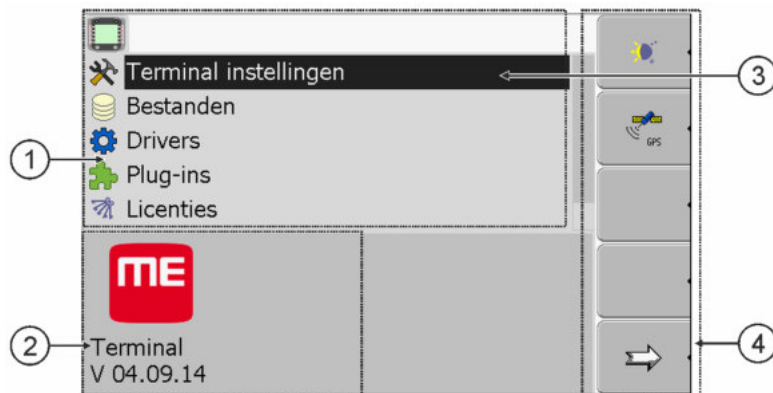 Terminal instellingen
Bestanden
Drivers
Plug-ins
Licenties
ME
Terminal
V 04.09.14
GPS
1
2
3
4